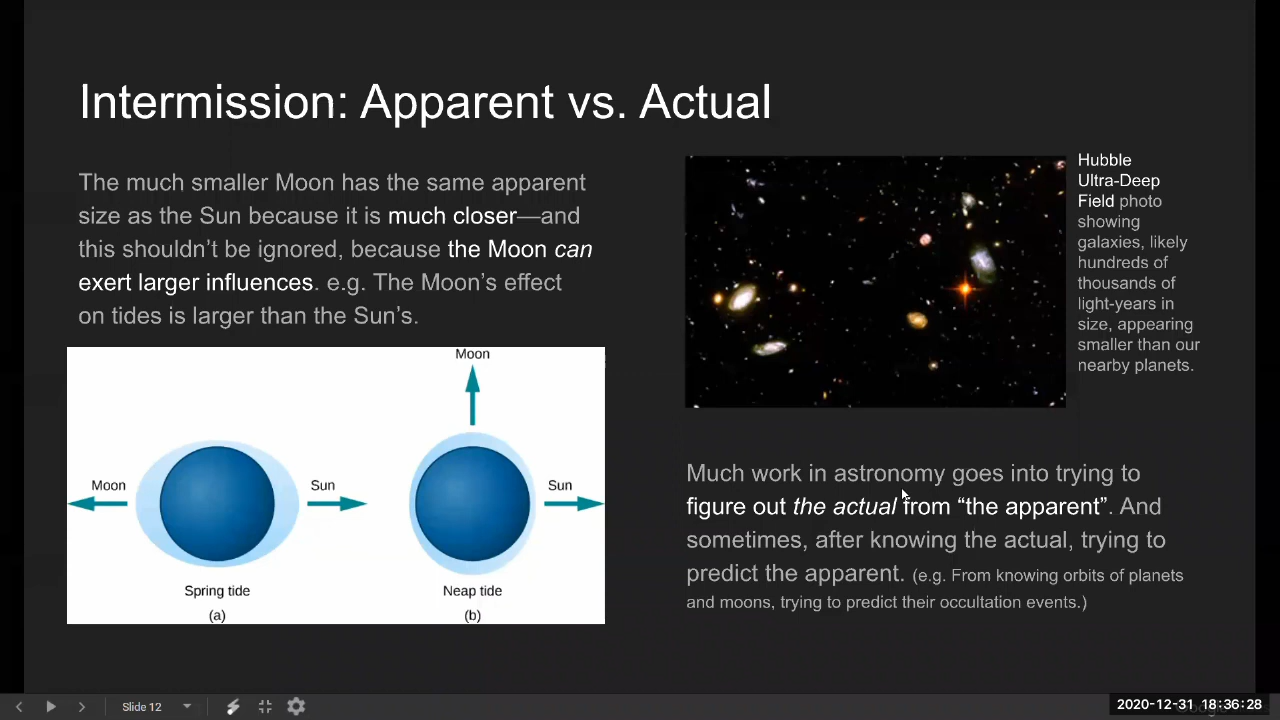 Intermission: Apparent vs. Actual
The much smaller Moon has the same apparent
size as the Sun because it is much closer—and
this shouldn’t be ignored, because the Moon can
exert larger influences. e.g. The Moon’s effect
on tides is larger than the Sun’s.
Moon
Moon
Sun
Sun
Spring tide
Neap tide
(a)
(b)
Hubble
Ultra-Deep
Field photo
showing
galaxies, likely
hundreds of
thousands of
light-years in
size, appearing
smaller than our
nearby planets.
Much work in astronomy goes into trying to
figure out the actual from “the apparent”. And
sometimes, after knowing the actual, trying to
predict the apparent. (e.g. From knowing orbits of planets
and moons, trying to predict their occultation events.)
Slide 12
2020-12-31 18:36:28